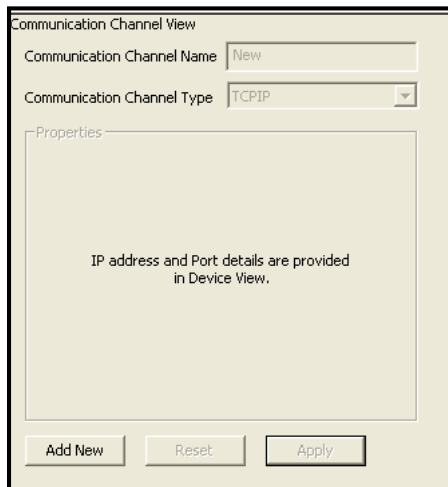 Communication Channel View
Communication Channel Name New
Communication Channel Type TCPIP
Properties
IP address and Port details are provided
in Device View.
Add New Reset Apply